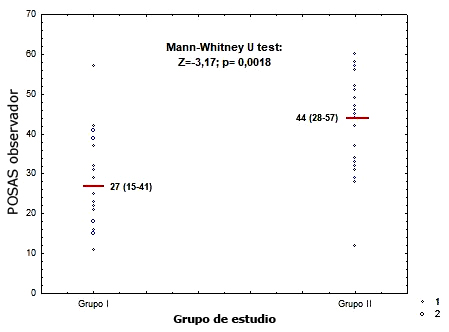 70
60
50
40
30
20
10
0
POSAS observador
Mann-Whitney U test:
Z=-3,17; p= 0,0018
44 (28-57)
27 (15-41)
Grupo I
Grupo II
Grupo de estudio
1
2